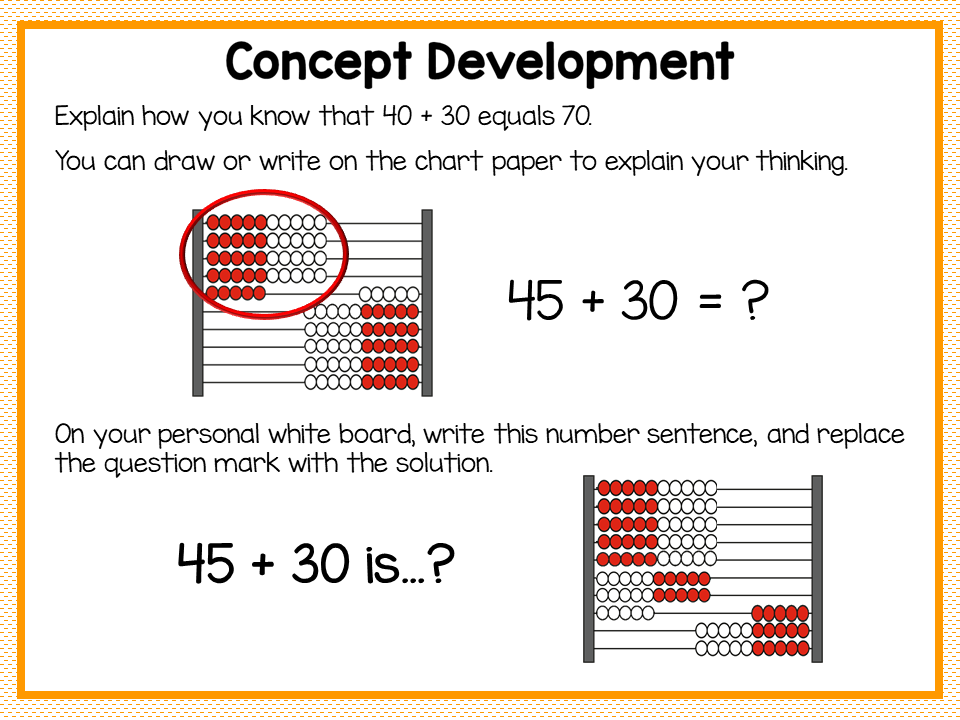 Concept Development
Explain how you know that 40 + 30 equals 70.
You can draw or write on the chart paper to explain your thinking.
45 + 30 = ?
On your personal white board, write this number sentence, and replace
the question mark with the solution.
45 + 30 is...?